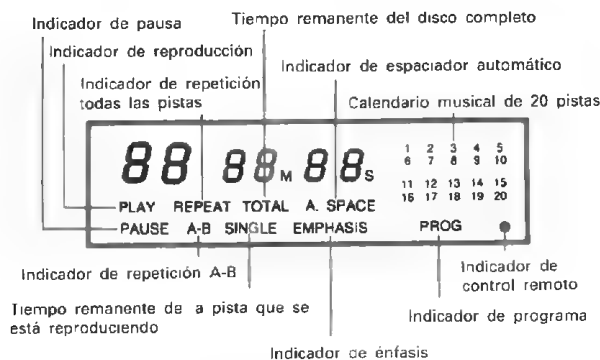 Indicador de pausa
Tiempo remanente del disco completo
Indicador de reproducción
Indicador de espaciador automático
Indicador de repetición
todas las pistas
Calendario musical de 20 pistas
88 88M 88S
1 2 3 4 5
6 7 8 9 10
11 12 13 14 15
16 17 18 19 20
PLAY REPEAT TOTAL A. SPACE
PAUSE A-B SINGLE EMPHASIS PROG
Indicador de repetición A-B
Indicador de
control remoto
Tiempo remanente de a pista que se
está reproduciendo
Indicador de programa
Indicador de énfasis